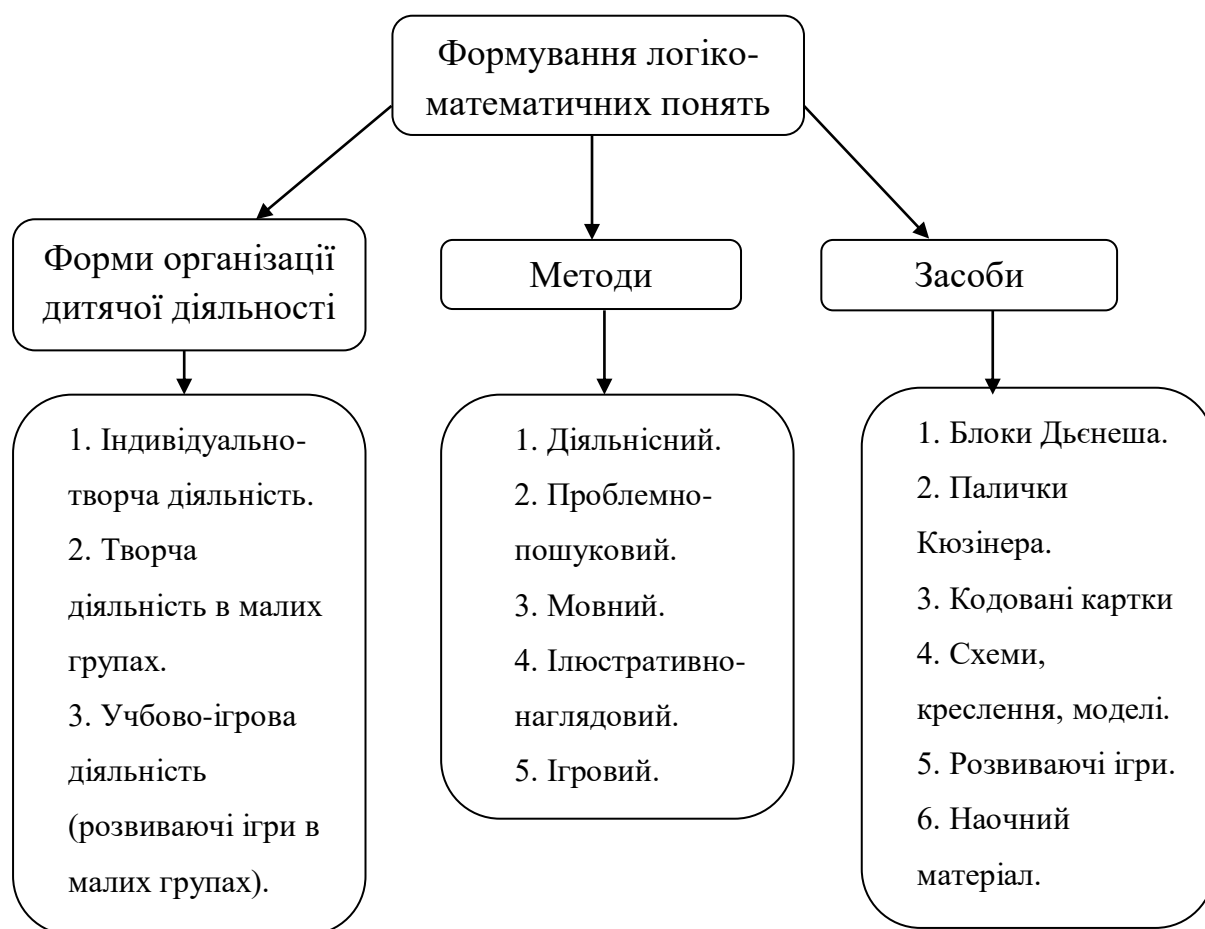 Формування логіко-
математичних понять
Форми організації
дитячої діяльності
Методи
Засоби
1. Індивідуально-
творча діяльність.
2. Творча
діяльність в малих
групах.
3. Учбово-ігрова
діяльність
(розвиваючі ігри в
малих групах).
1. Діяльнісний.
2. Проблемно-
пошуковий.
3. Мовний.
4. Ілюстративно-
наглядовий.
5. Ігровий.
1. Блоки Дьєнеша.
2. Палички
Кюзінера.
3. Кодовані картки
4. Схеми,
креслення, моделі.
5. Розвиваючі ігри.
6. Наочний
матеріал.